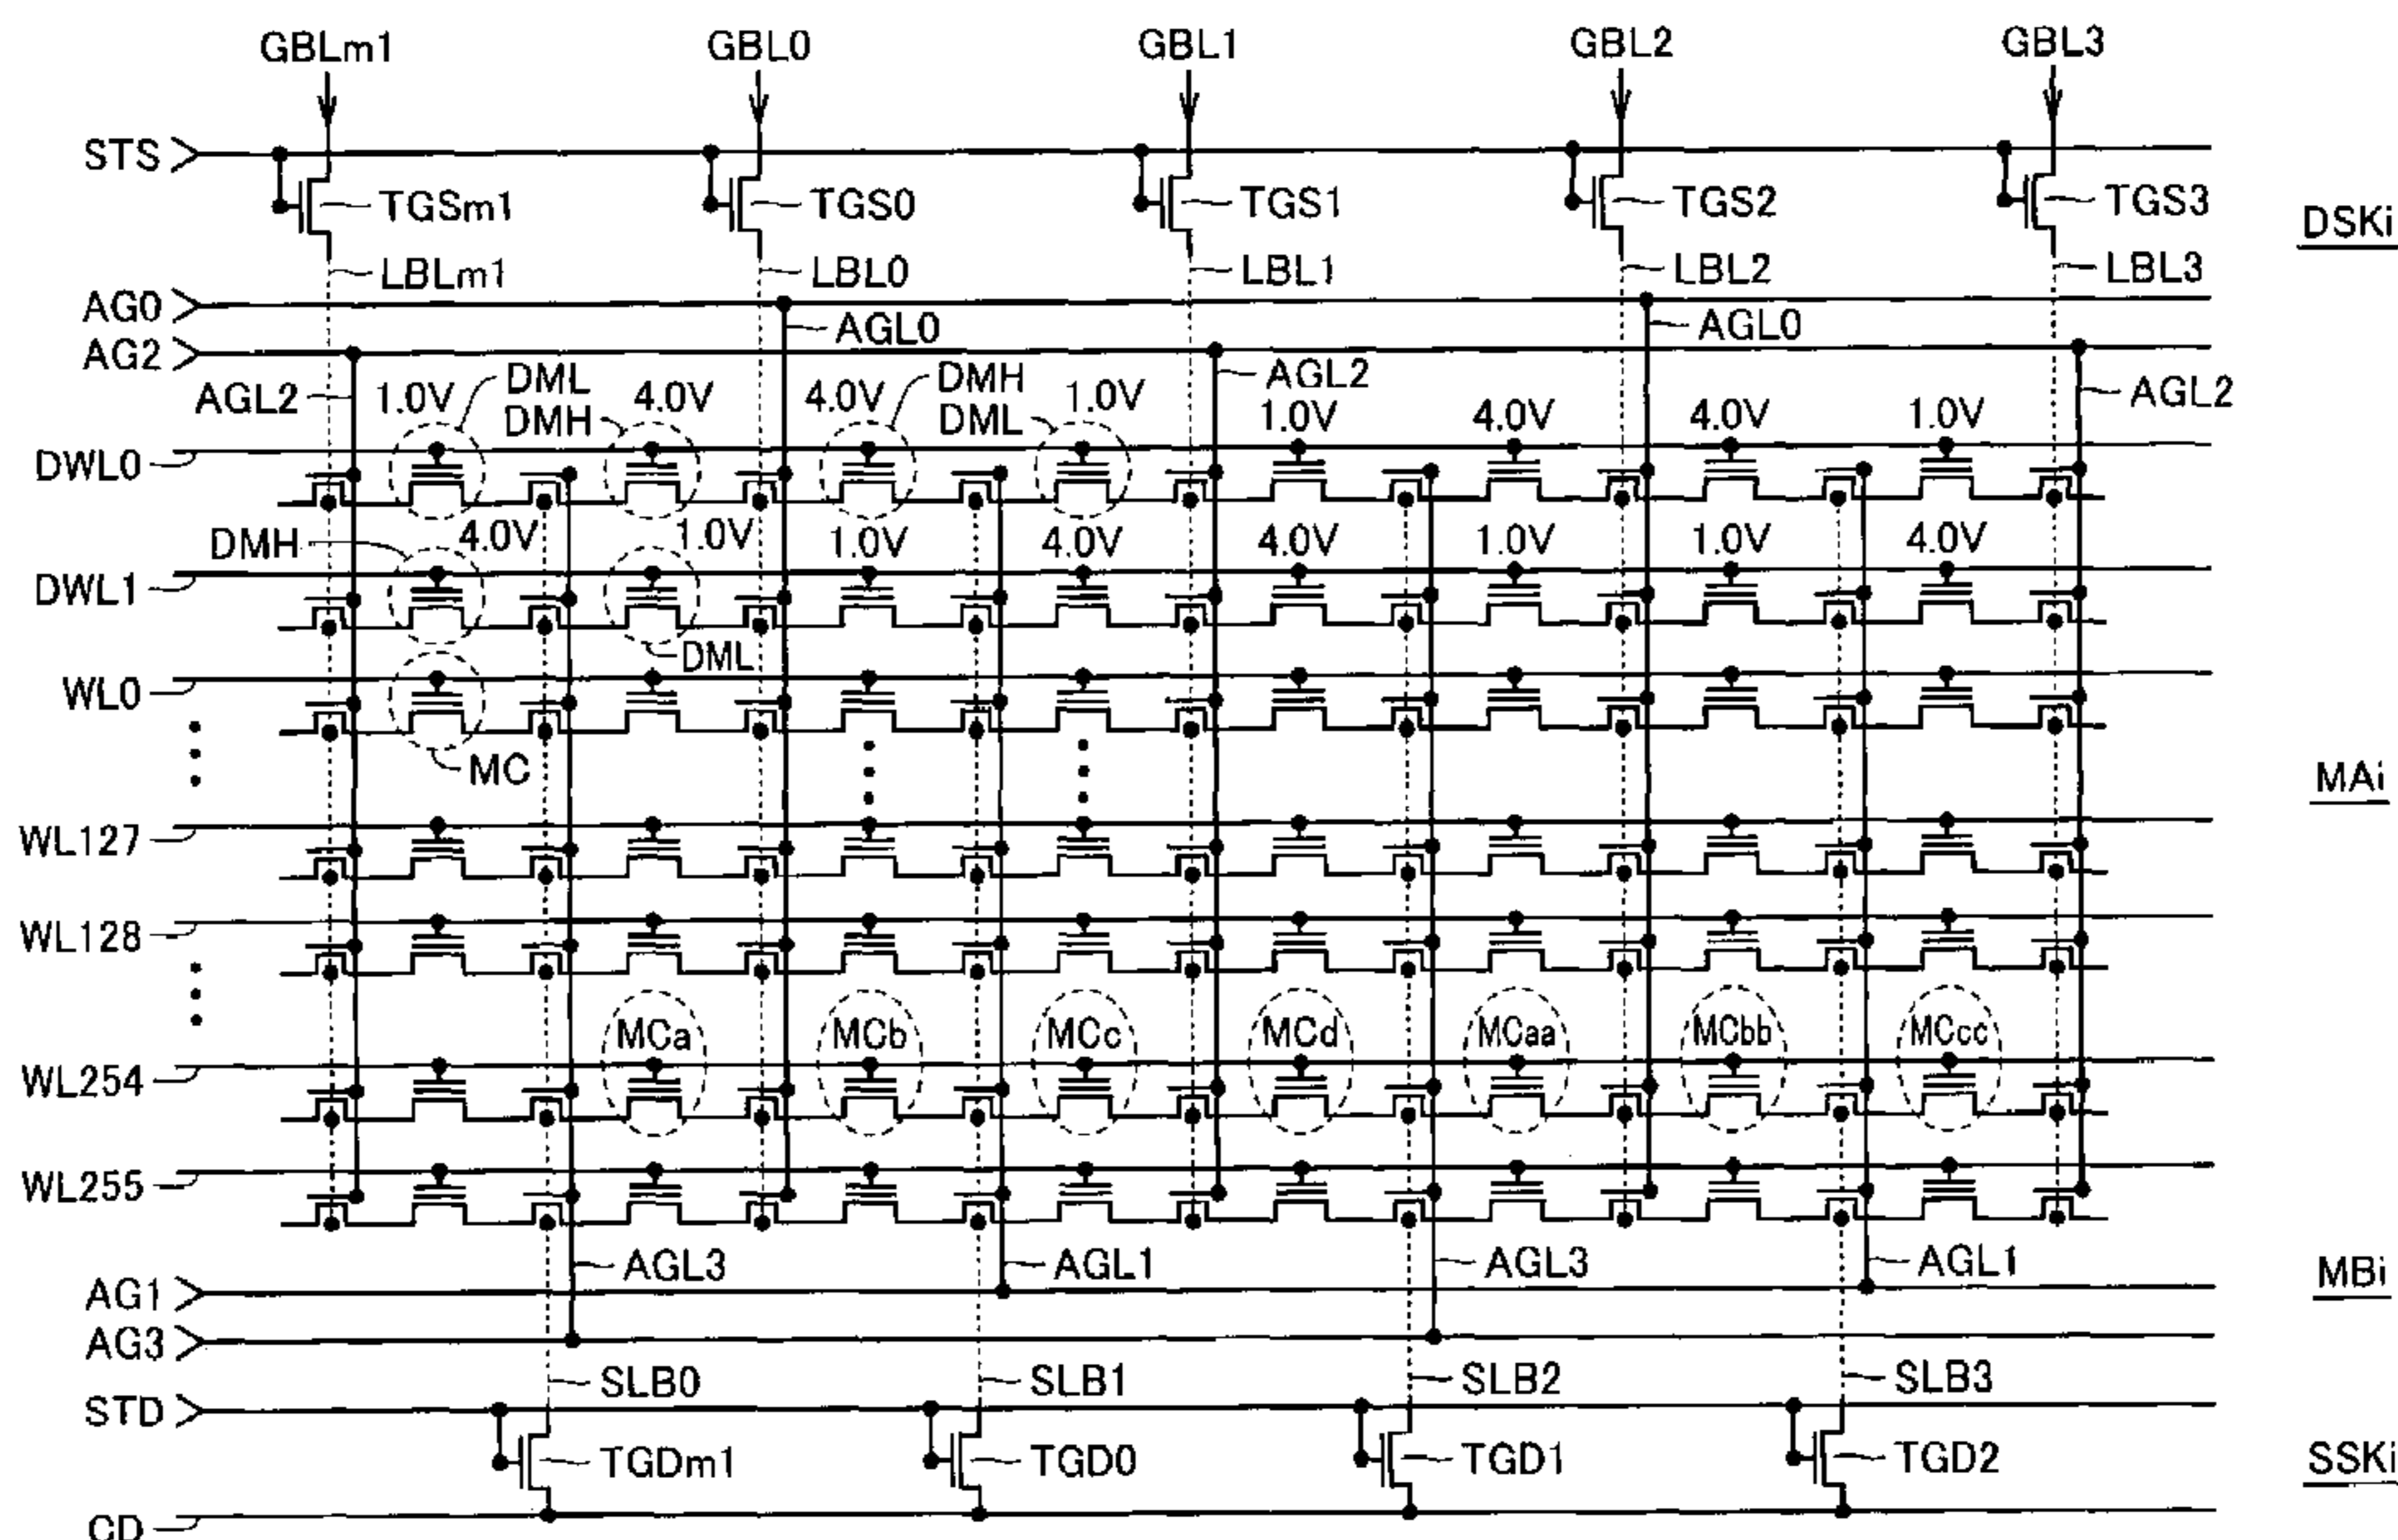 GBLm1 GBL0 GBL1 GBL2 GBL3
STS
TGSm1 TGS0 TGS1 TGS2 TGS3
DSKi
LBLm1 LBL0 LBL1 LBL2 LBL3
AG0
AGL0 AGL0
AG2
AGL2 1.0V DML 4.0V 4.0V DMH 1.0V AGL2 AGL2
DMH DML 1.0V 4.0V 4.0V 1.0V
DWL0
DMH 4.0V 1.0V 1.0V 4.0V 4.0V 1.0V 1.0V 4.0V
DWL1
DML
WL0
MC
MAi
WL127
WL128
MCa MCb MCc MCd MCaa MCbb MCcc
WL254
WL255
AGL3 AGL1 AGL3 AGL1
AG1
MBi
AG3
SLB0 SLB1 SLB2 SLB3
STD
TGDm1 TGD0 TGD1 TGD2
SSKi
CD